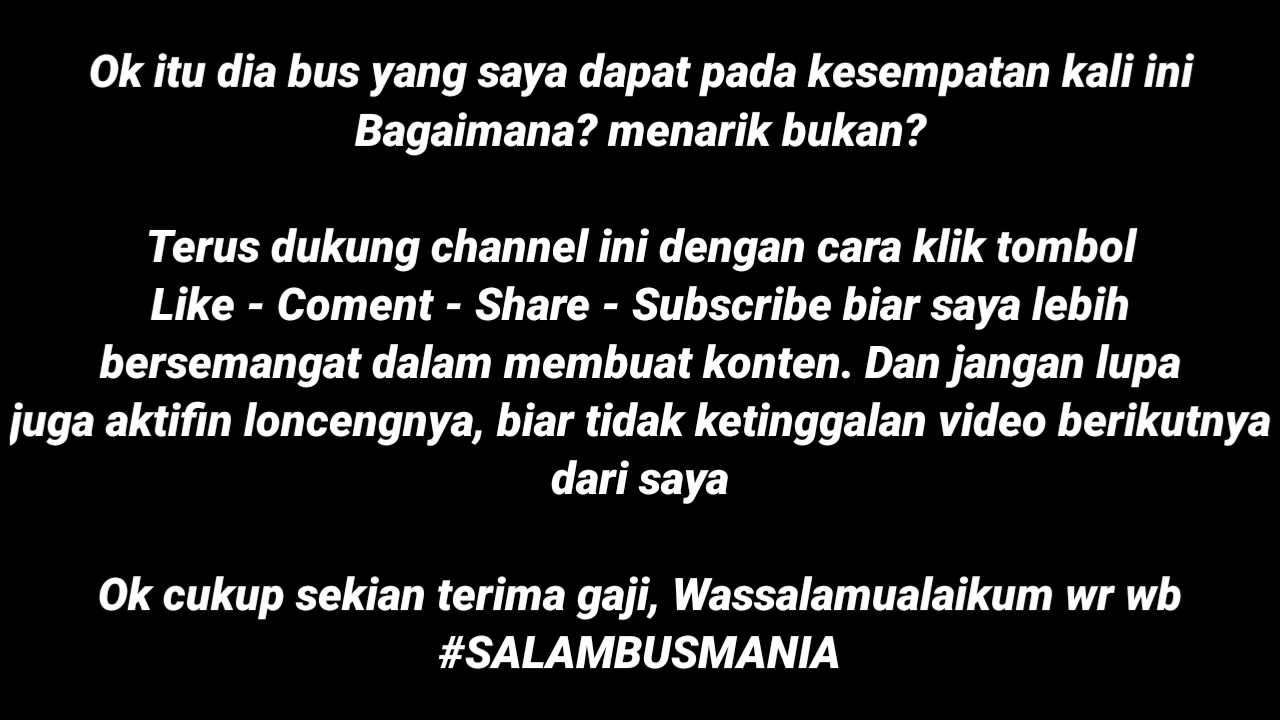 Ok itu dia bus yang saya dapat pada kesempatan kali ini
Bagaimana? menarik bukan?
Terus dukung channel ini dengan cara klik tombol
Like - Coment - Share - Subscribe biar saya lebih
bersemangat dalam membuat konten. Dan jangan lupa
juga aktifin loncengnya, biar tidak ketinggalan video berikutnya
dari saya
Ok cukup sekian terima gaji, Wassalamualaikum wr wb
#SALAMBUSMANIA